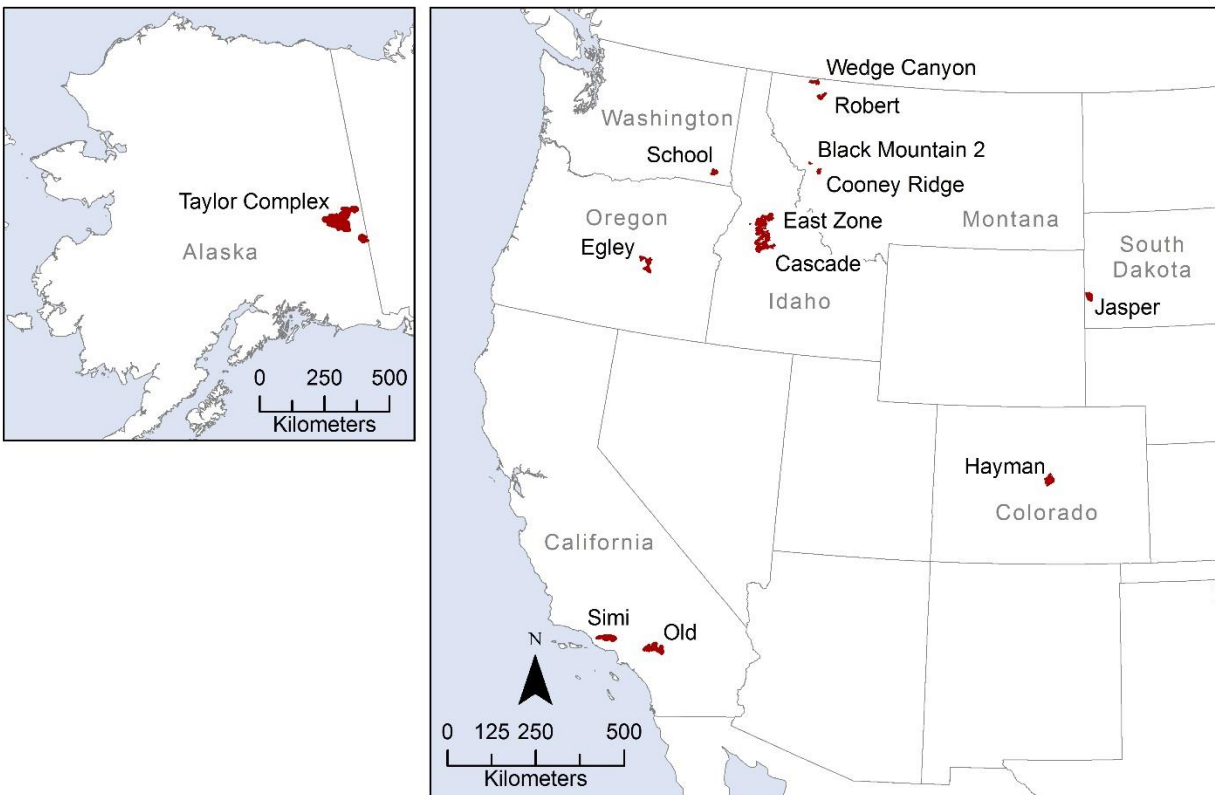 Taylor Complex
Alaska
0 250 500
Kilometers
Wedge Canyon
Robert
Washington
School
Black Mountain 2
Cooney Ridge
Oregon
East Zone
Montana
Egley
Cascade
South
Dakota
Idaho
Jasper
Hayman
Colorado
California
Simi
Old
N
0 125 250 500
Kilometers